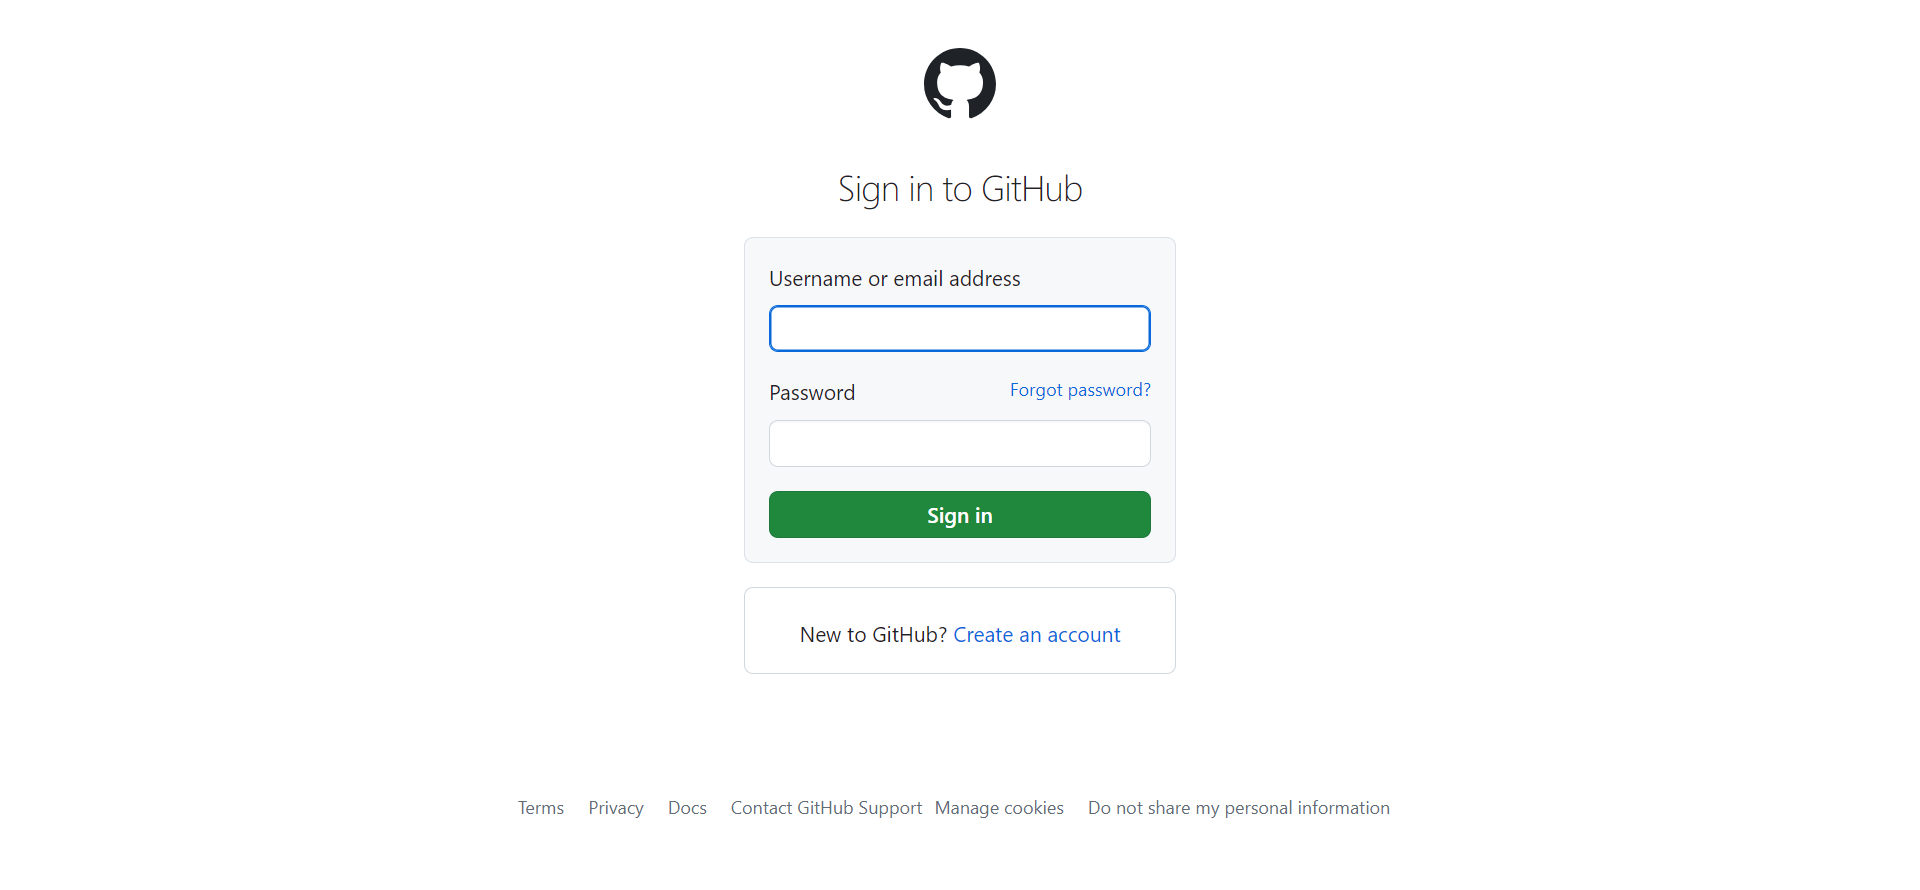 Sign in to GitHub
Username or email address
Password Forgot password?
Sign in
New to GitHub? Create an account
Terms Privacy Docs Contact GitHub Support Manage cookies Do not share my personal information